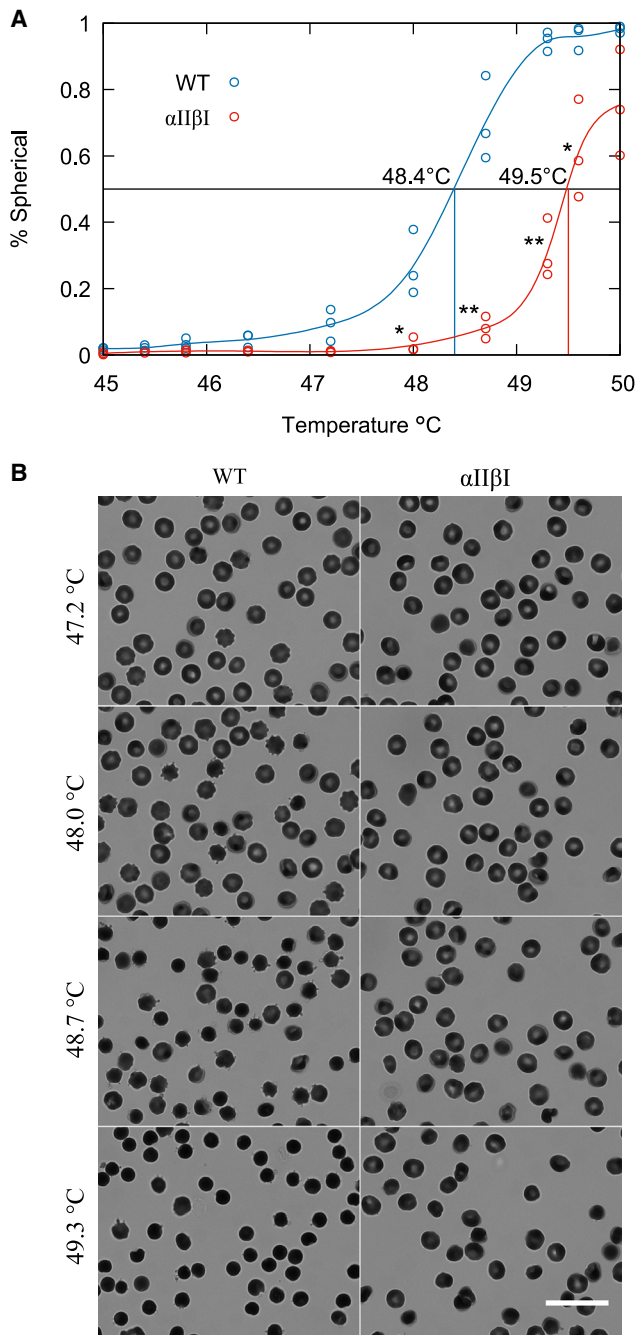 A
% Spherical
1
0.8
0.6
0.4
0.2
0
WT
αIIβI
48.4°C
49.5°C
*
**
**
*
45
46
47
48
49
50
Temperature °C
B
WT
αIIβI
47.2 °C
48.0 °C
48.7 °C
49.3 °C